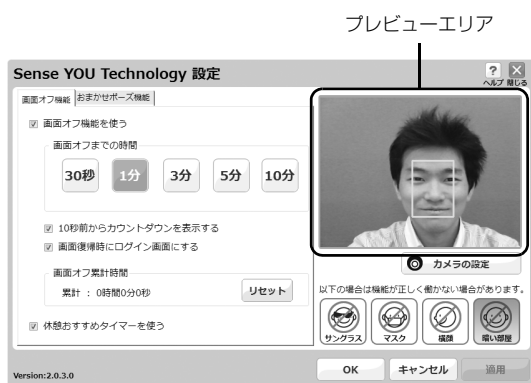 プレビューエリア
Sense YOU Technology 設定
?
ヘルプ 閉じる
画面オフ機能 おまかせポーズ機能
画面オフ機能を使う
画面オフまでの時間
30秒 1分 3分 5分 10分
10秒前からカウントダウンを表示する
画面復帰時にログイン画面にする
カメラの設定
画面オフ累計時間
累計 : 0時間0分0秒 リセット
以下の場合は機能が正しく働かない場合があります。
サングラス マスク 横顔 暗い部屋
休憩おすすめタイマーを使う
Version:2.0.3.0
OK キャンセル 適用